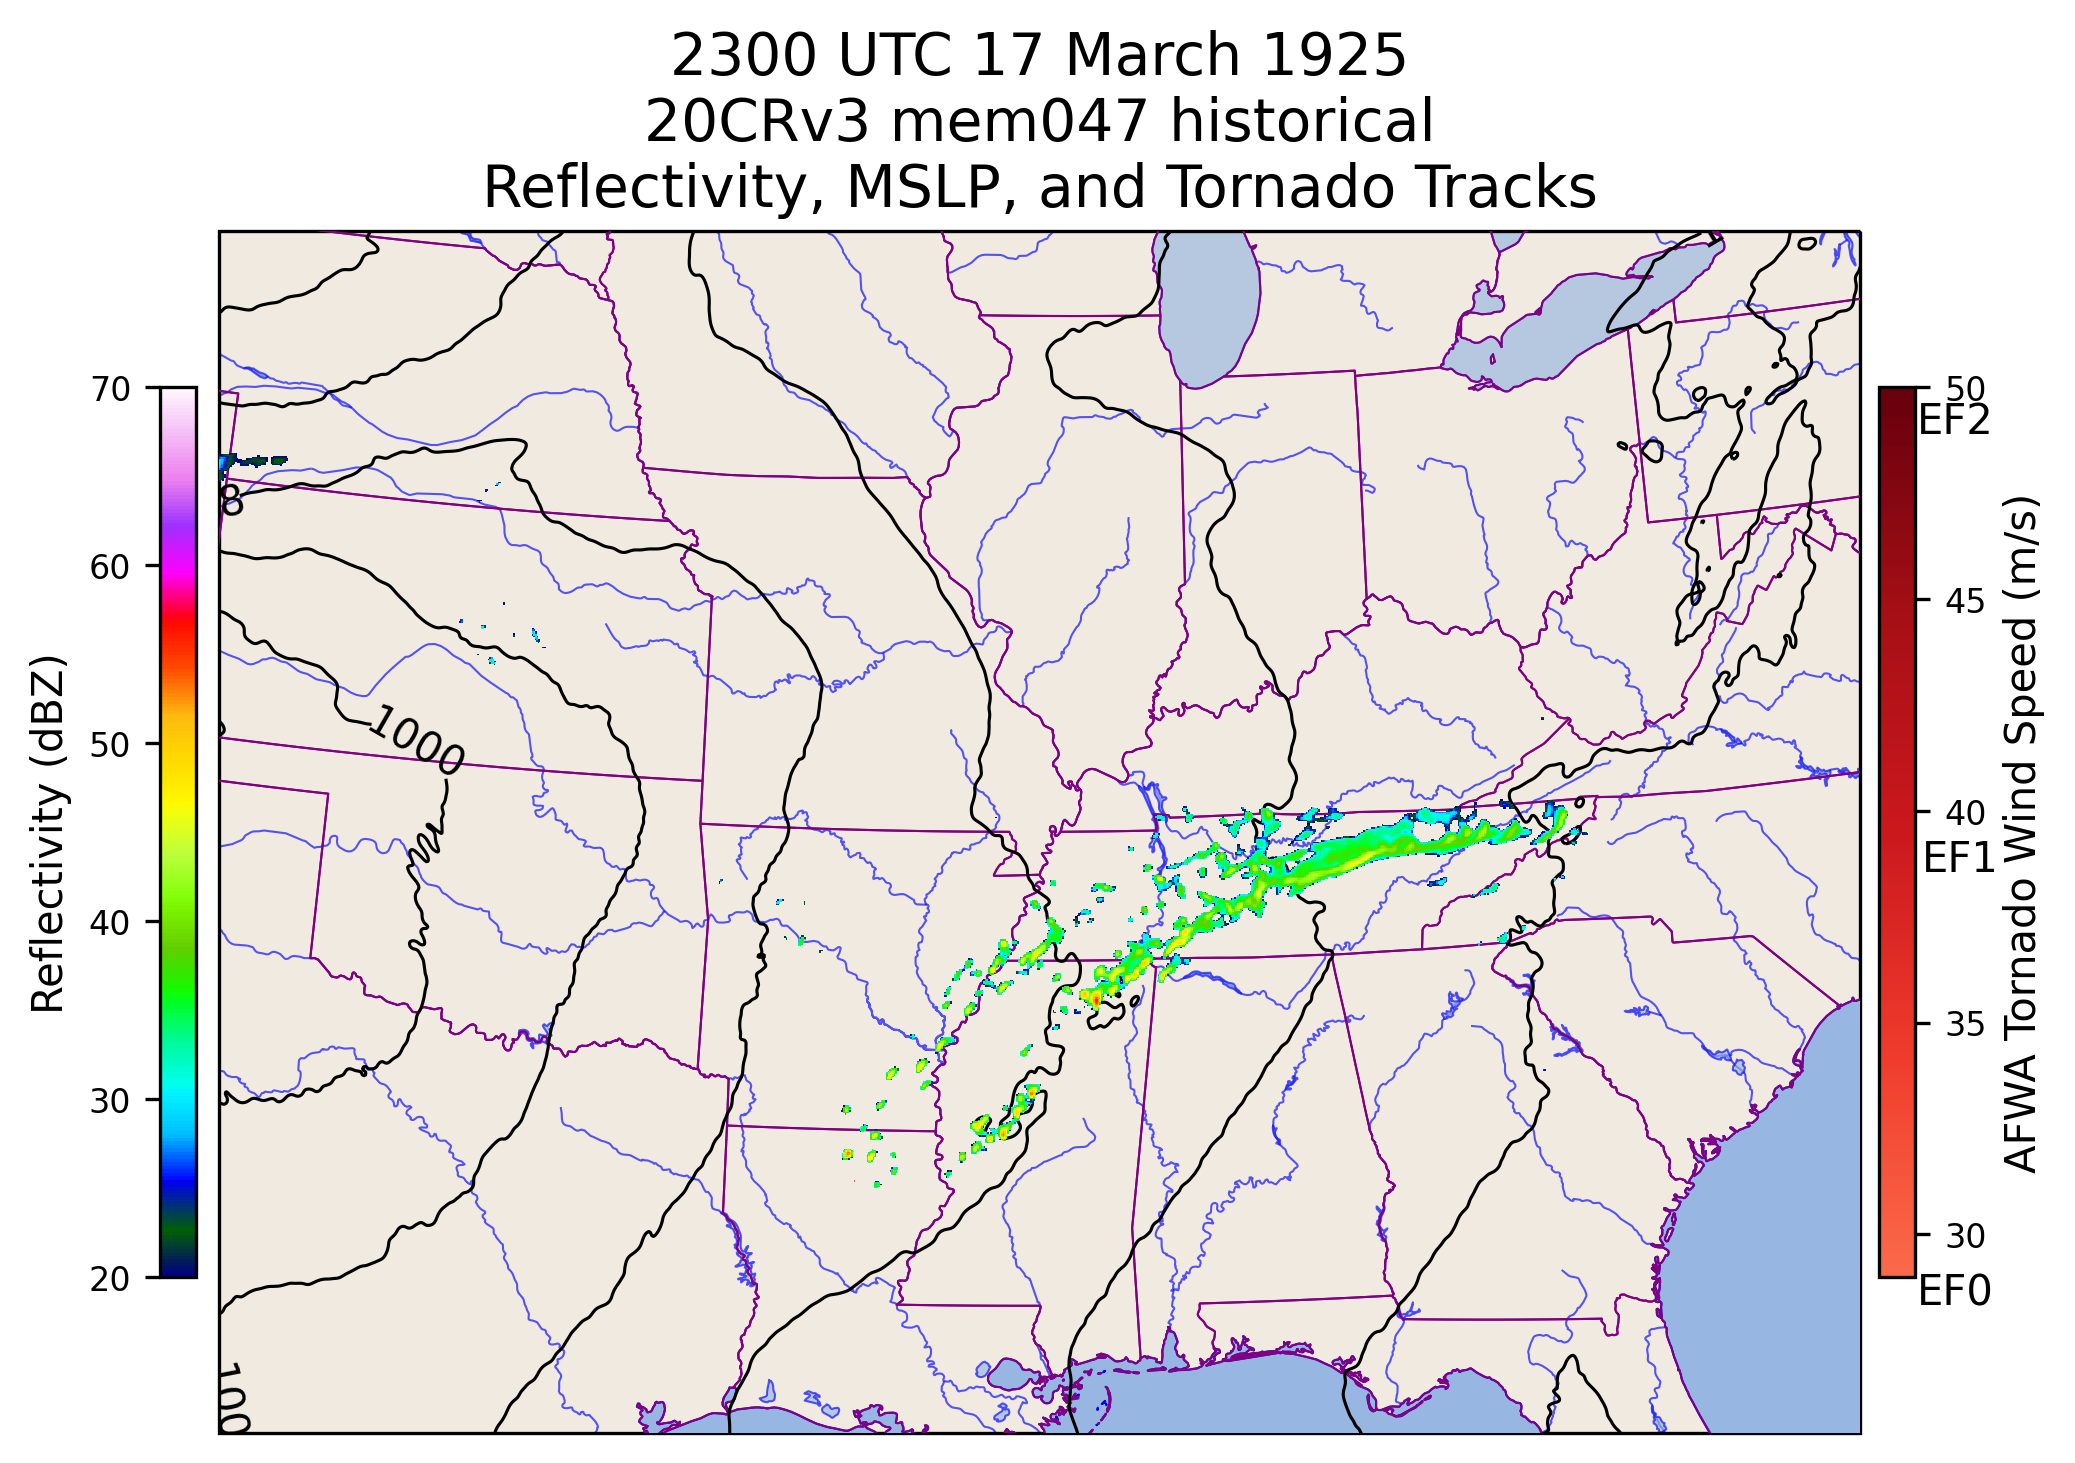 2300 UTC 17 March 1925
20CRv3 mem047 historical
Reflectivity, MSLP, and Tornado Tracks
70
60
50
40
30
20
Reflectivity (dBZ)
8
1000
100
50
EF2
45
40
EF1
35
30
EF0
AFWA Tornado Wind Speed (m/s)